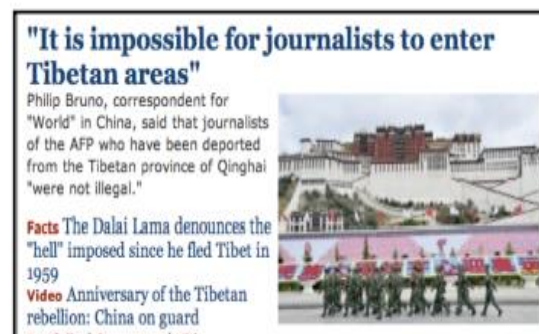 "It is impossible for journalists to enter
Tibetan areas"
Philip Bruno, correspondent for
"World" in China, said that journalists
of the AFP who have been deported
from the Tibetan province of Qinghai
"were not illegal."
Facts The Dalai Lama denounces the
"hell" imposed since he fled Tibet in
1959
Video Anniversary of the Tibetan
rebellion: China on guard